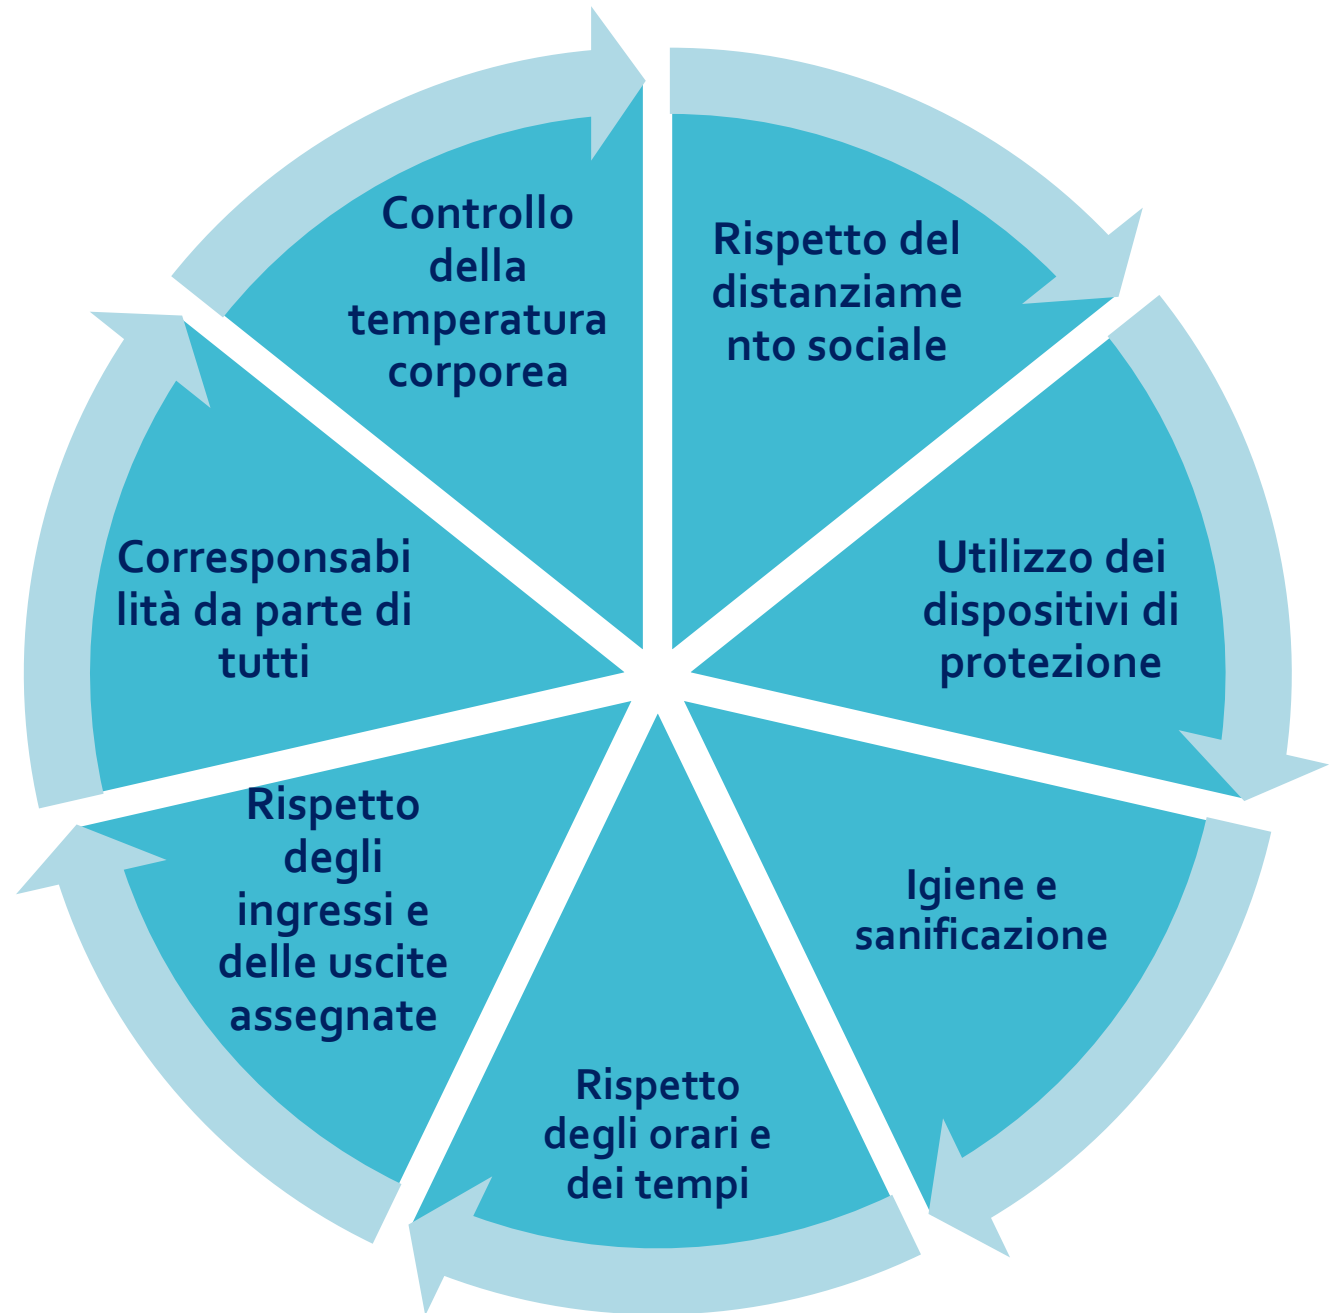 Controllo
della
temperatura
corporea
Rispetto del
distanziame
nto sociale
Utilizzo dei
dispositivi di
protezione
Igiene e
sanificazione
Rispetto
degli orari e
dei tempi
Rispetto
degli
ingressi e
delle uscite
assegnate
Corresponsabi
lità da parte di
tutti